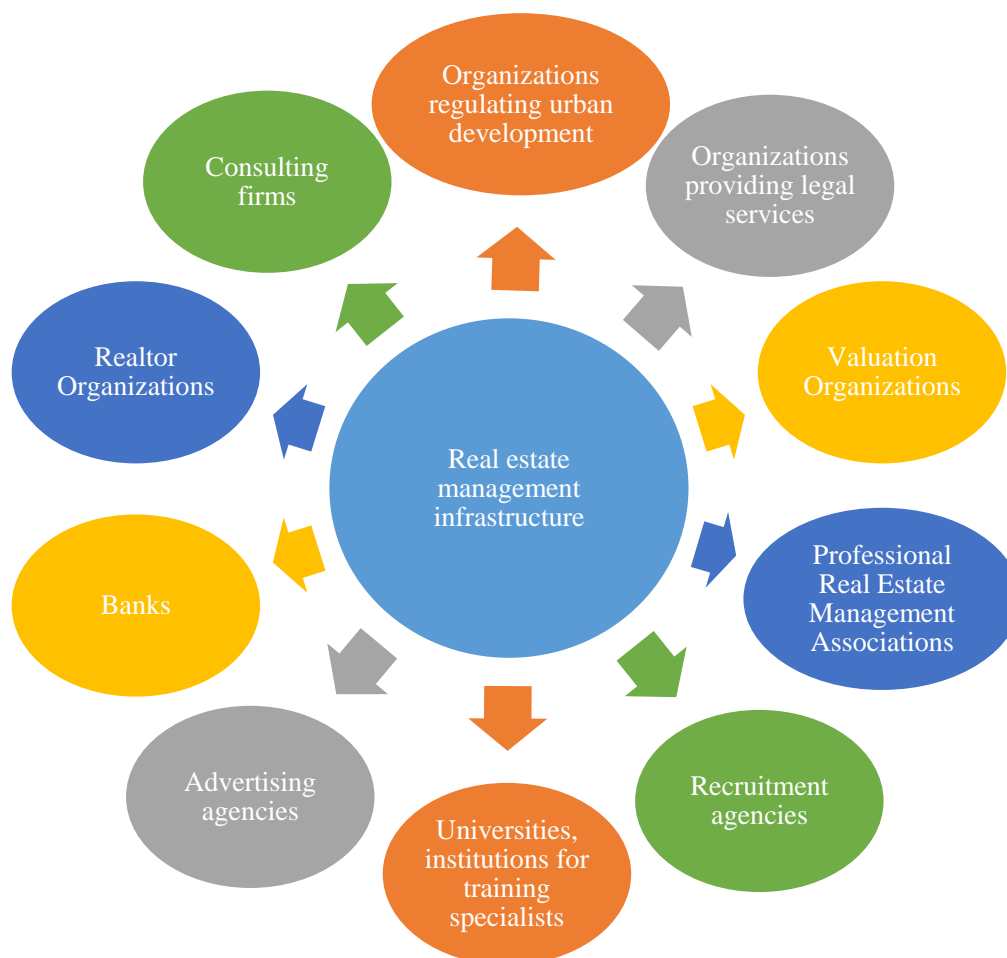 Organizations
regulating urban
development
Organizations
providing legal
services
Valuation
Organizations
Professional
Real Estate
Management
Associations
Recruitment
agencies
Universities,
institutions for
training
specialists
Advertising
agencies
Banks
Realtor
Organizations
Consulting
firms
Real estate
management
infrastructure